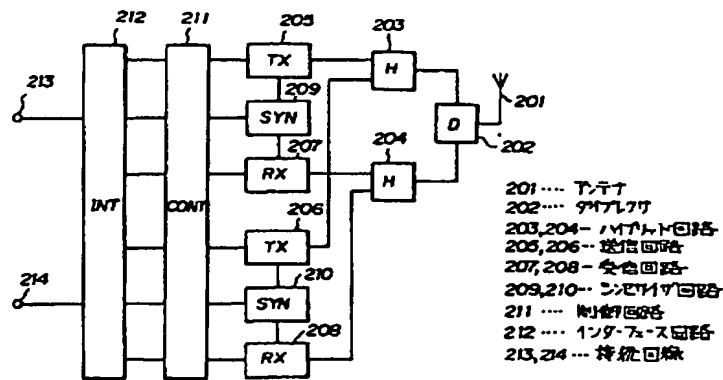 212
211
205
203
213
TX
H
209
201
SYN
204
D
207
202
RX
H
INT
CONT
206
TX
214
210
SYN
208
RX
201 ···· アンテナ
202 ···· ダイプレクサ
203,204 — ハイブリット回路
205,206 ·· 送信回路
207,208 — 受信回路
209,210 ·· シンセサイザ回路
211 ···· 制御回路
212 ···· インターフェース回路
213,214 ··· 接続回線